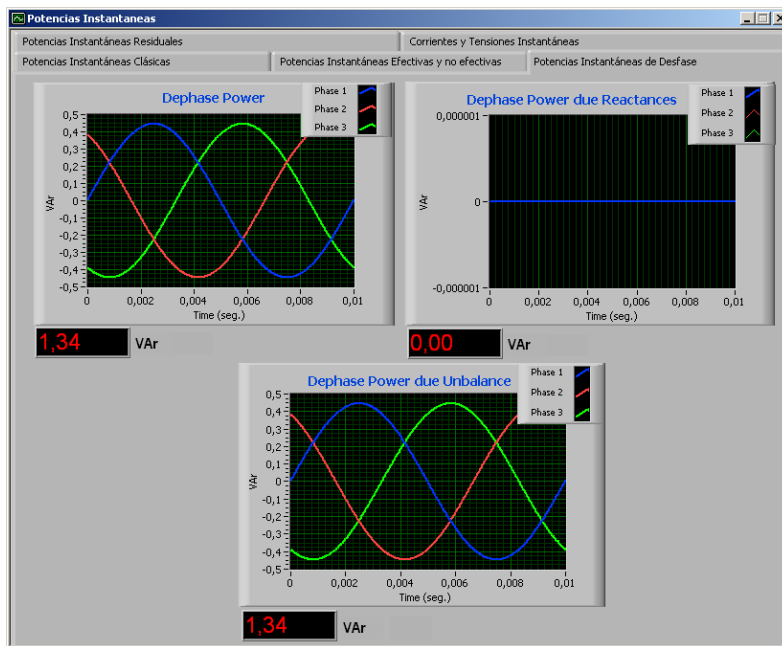 Potencias Instantaneas
Potencias Instantáneas Residuales
Corrientes y Tensiones Instantáneas
Potencias Instantáneas Clásicas
Potencias Instantáneas Efectivas y no efectivas
Potencias Instantáneas de Desfase
Dephase Power
Phase 1
Phase 2
Phase 3
0,5
0,4
0,3
0,2
0,1
0
-0,1
-0,2
-0,3
-0,4
-0,5
VAr
0
0,002
0,004
0,006
0,008
0,01
Time (seg.)
1,34
VAr
Dephase Power due Reactances
Phase 1
Phase 2
Phase 3
0,000001
0
-0,000001
VAr
0
0,002
0,004
0,006
0,008
0,01
Time (seg.)
0,00
VAr
Dephase Power due Unbalance
Phase 1
Phase 2
Phase 3
0,5
0,4
0,3
0,2
0,1
0
-0,1
-0,2
-0,3
-0,4
-0,5
VAr
0
0,002
0,004
0,006
0,008
0,01
Time (seg.)
1,34
VAr